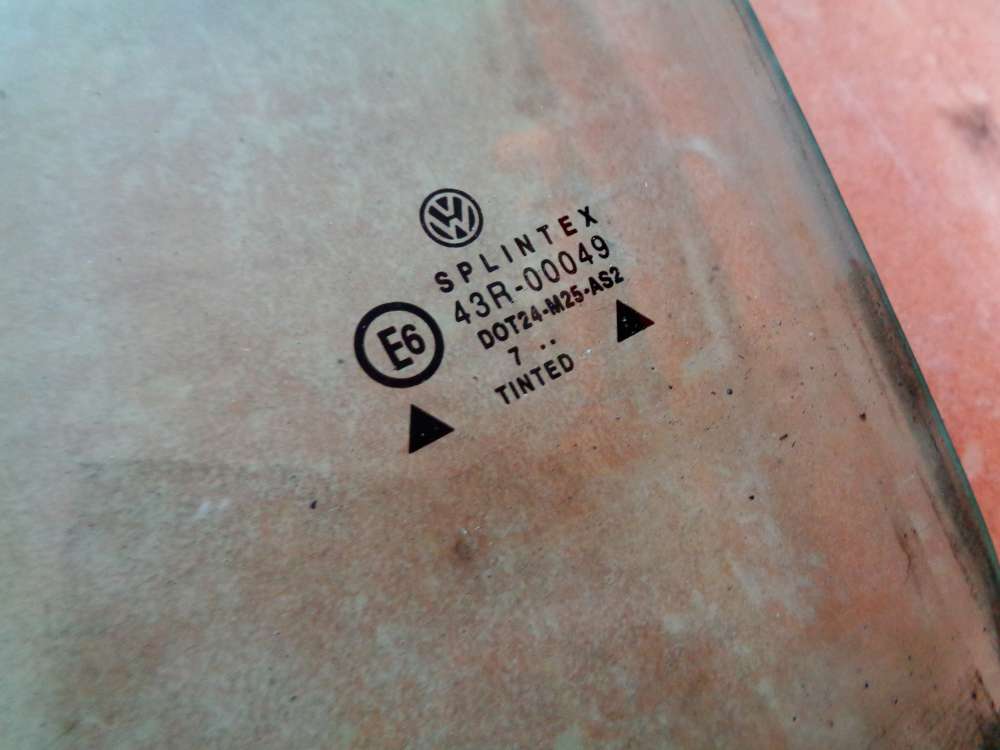 SPLINTEX
43R-00049
E6
DOT24-M25-AS2
7 ..
TINTED